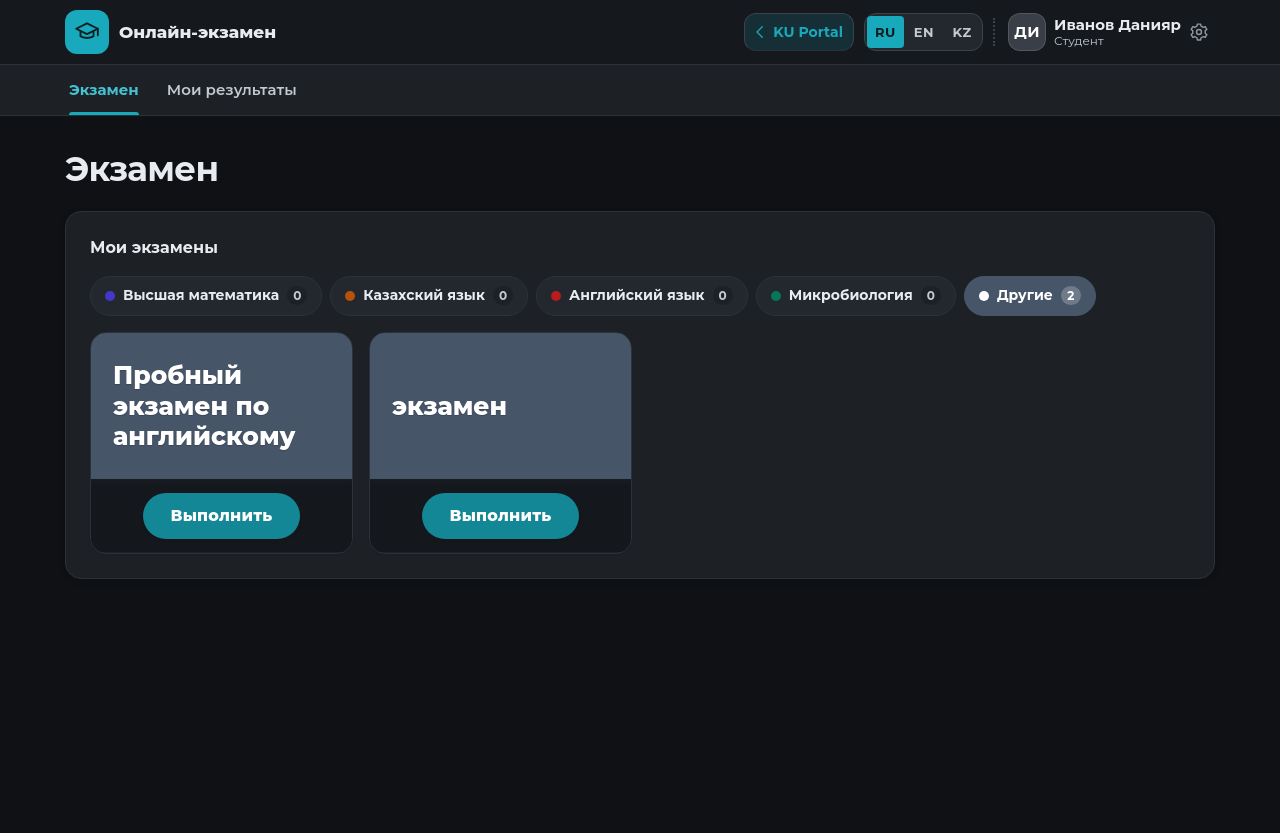 Онлайн-экзамен
KU Portal
RU EN KZ
ДИ
Иванов Данияр
Студент
Экзамен
Мои результаты
Экзамен
Мои экзамены
Высшая математика 0
Казахский язык 0
Английский язык 0
Микробиология 0
Другие 2
Пробный
экзамен по
английскому
Выполнить
экзамен
Выполнить